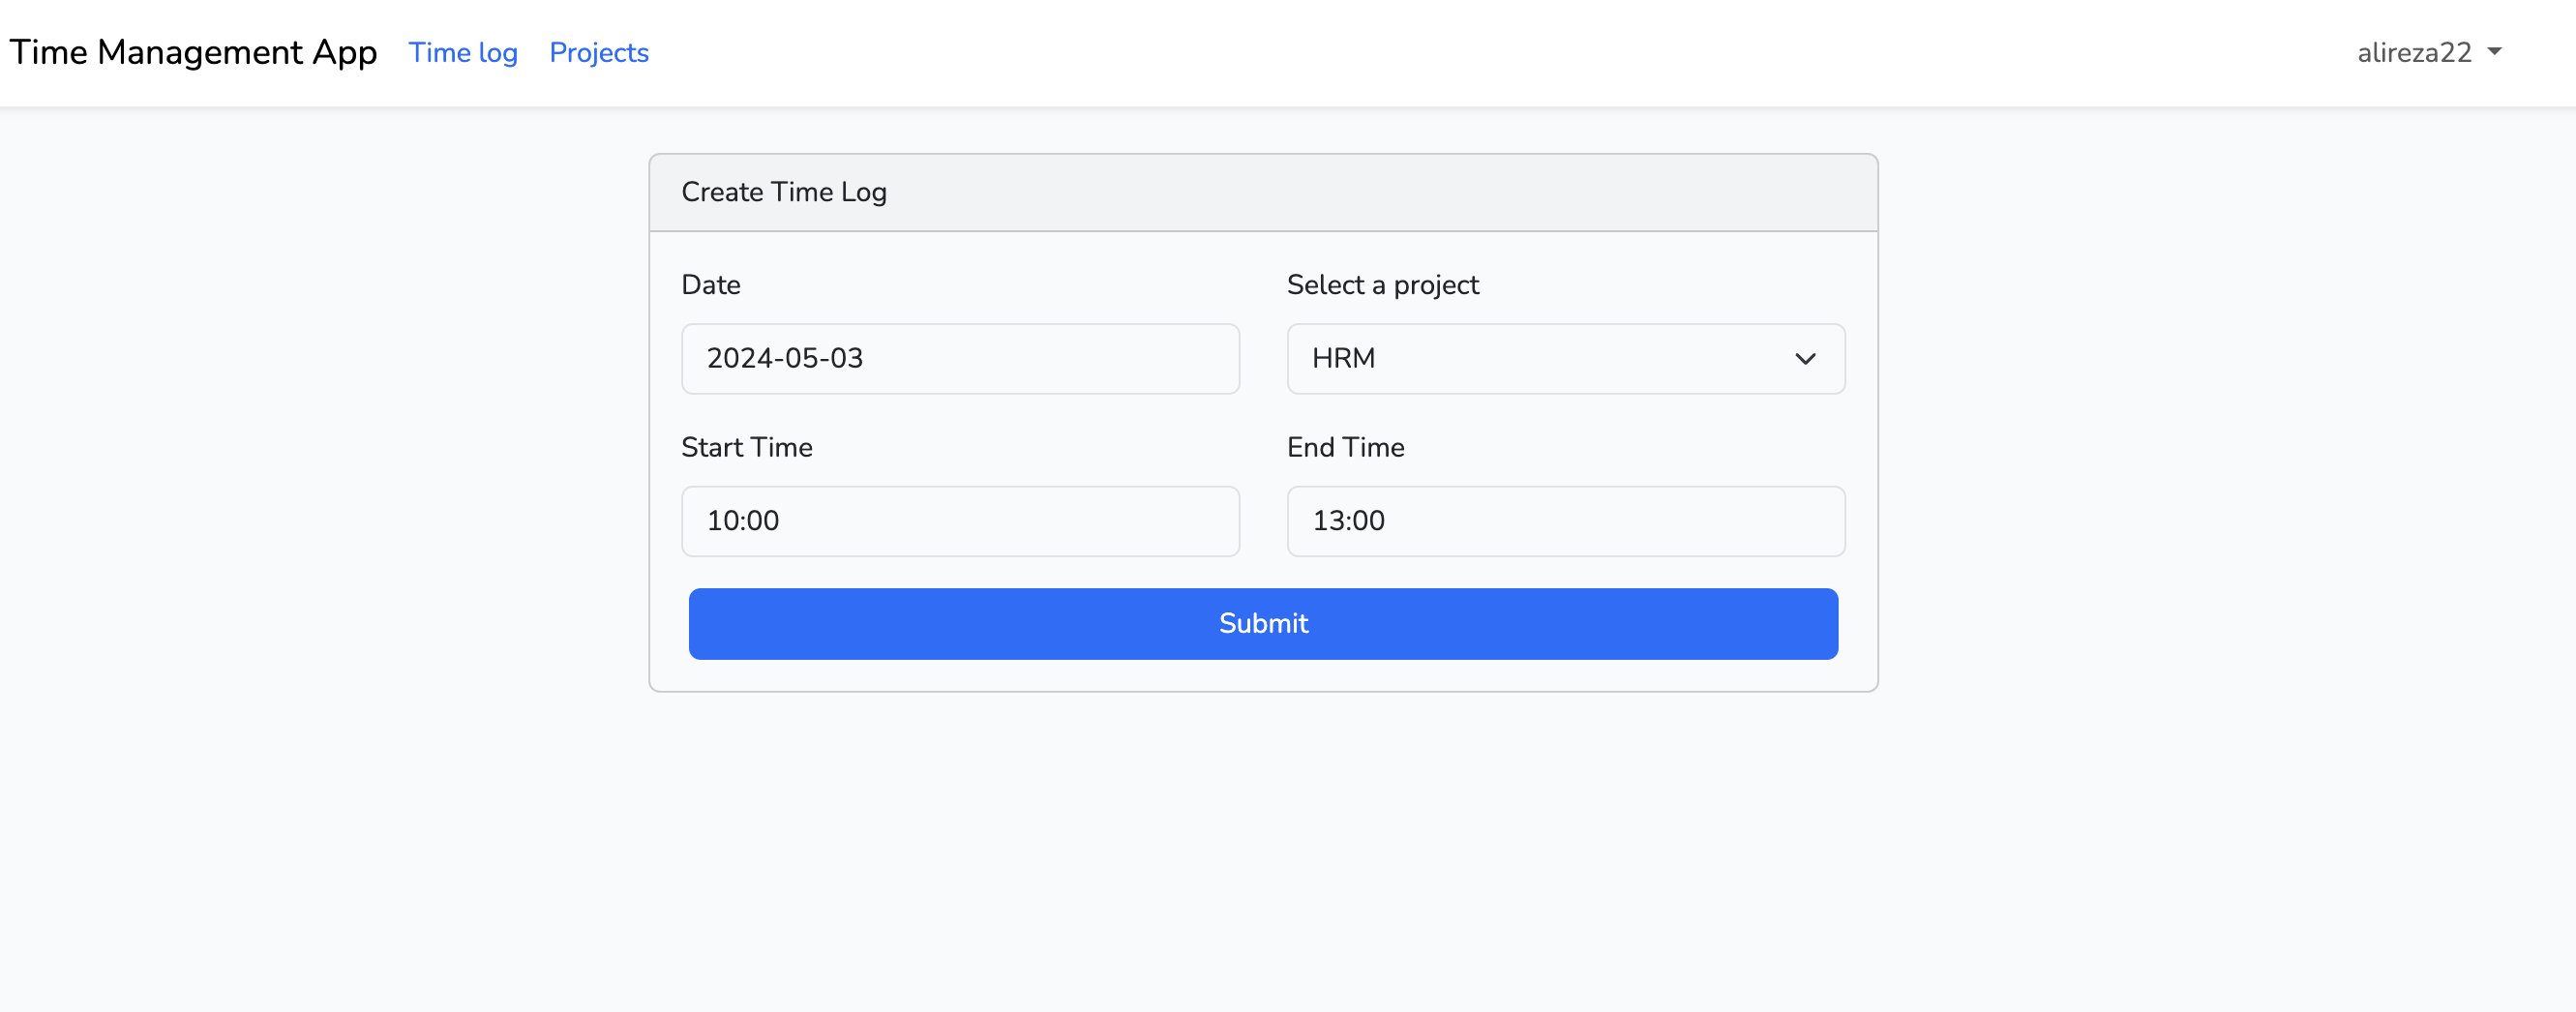 Time Management App Time log Projects alireza22
Create Time Log
Date Select a project
2024-05-03 HRM
Start Time End Time
10:00 13:00
Submit